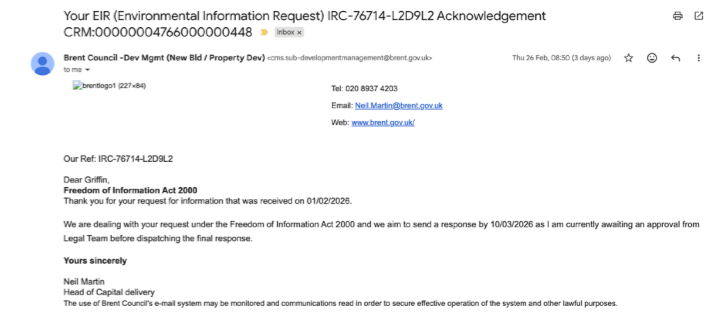 Your EIR (Environmental Information Request) IRC-76714-L2D9L2 Acknowledgement
CRM:00000004766000000448 Inbox x
Brent Council -Dev Mgmt (New Bld / Property Dev) <cms.sub-developmentmanagement@brent.gov.uk> Thu 26 Feb, 08:50 (3 days ago)
to me
brentlogo1 (227×84)
Tel: 020 8937 4203
Email: Neil.Martin@brent.gov.uk
Web: www.brent.gov.uk/
Our Ref: IRC-76714-L2D9L2
Dear Griffin,
Freedom of Information Act 2000
Thank you for your request for information that was received on 01/02/2026.
We are dealing with your request under the Freedom of Information Act 2000 and we aim to send a response by 10/03/2026 as I am currently awaiting an approval from
Legal Team before dispatching the final response.
Yours sincerely
Neil Martin
Head of Capital delivery
The use of Brent Council's e-mail system may be monitored and communications read in order to secure effective operation of the system and other lawful purposes.